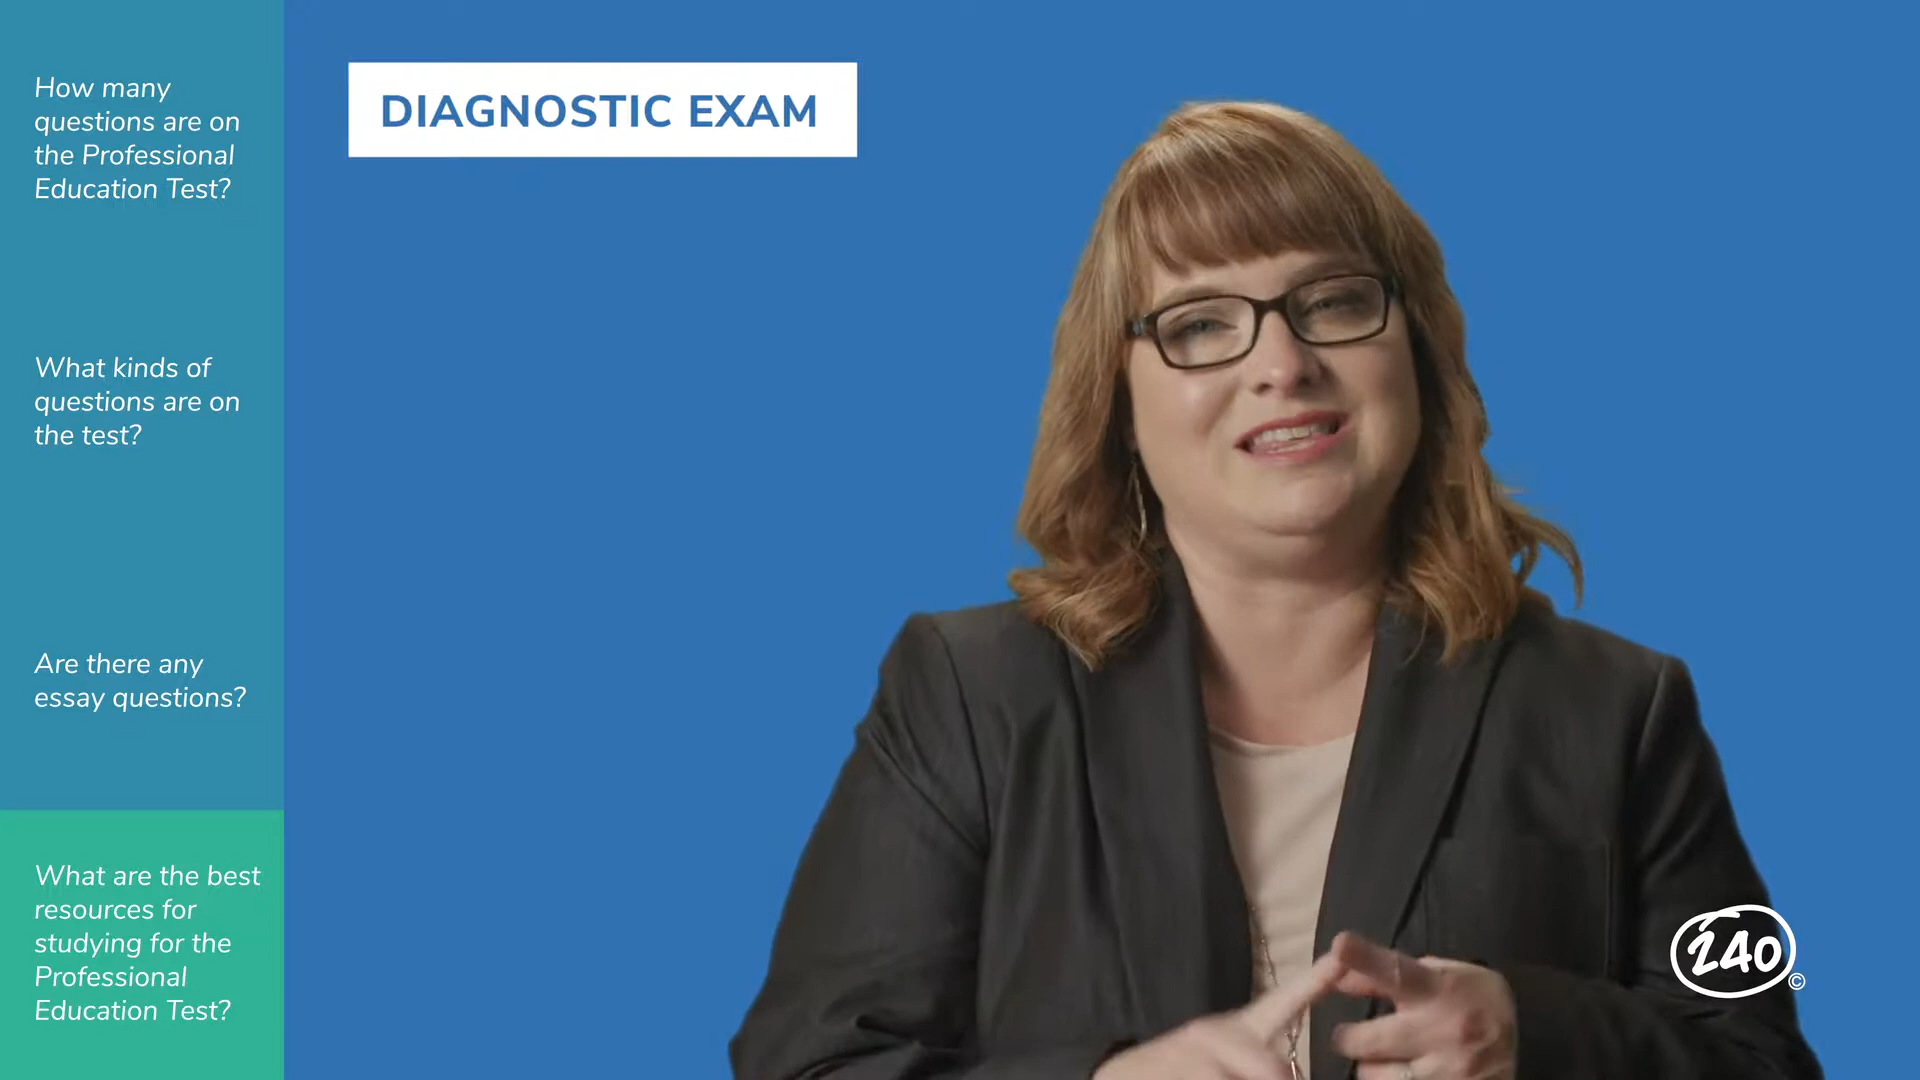 How many
questions are on
the Professional
Education Test?
What kinds of
questions are on
the test?
Are there any
essay questions?
What are the best
resources for
studying for the
Professional
Education Test?
DIAGNOSTIC EXAM
240
©